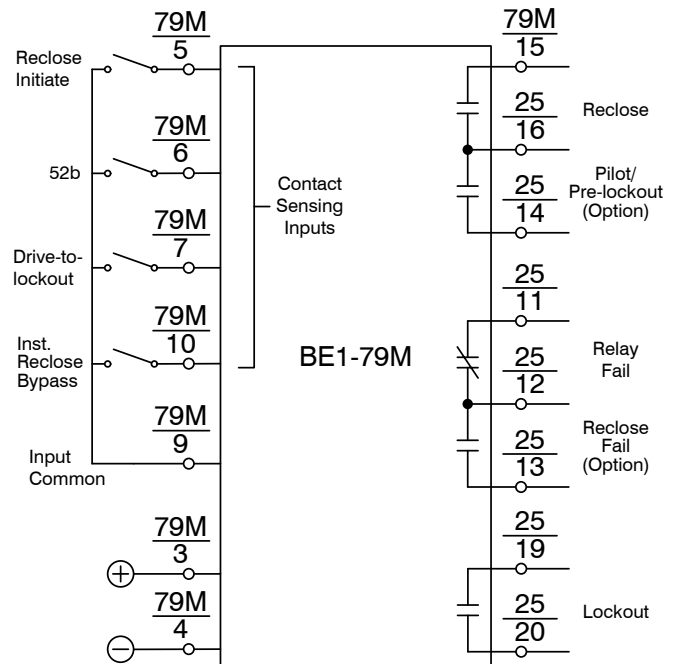 79M
5
Reclose
Initiate
79M
6
52b
79M
7
Drive-to-
lockout
79M
10
Inst.
Reclose
Bypass
79M
9
Input
Common
79M
3
+
79M
4
−
Contact
Sensing
Inputs
BE1-79M
79M
15
Reclose
25
16
Pilot/
Pre-lockout
(Option)
25
14
25
11
Relay
Fail
25
12
Reclose
Fail
(Option)
25
13
25
19
Lockout
25
20